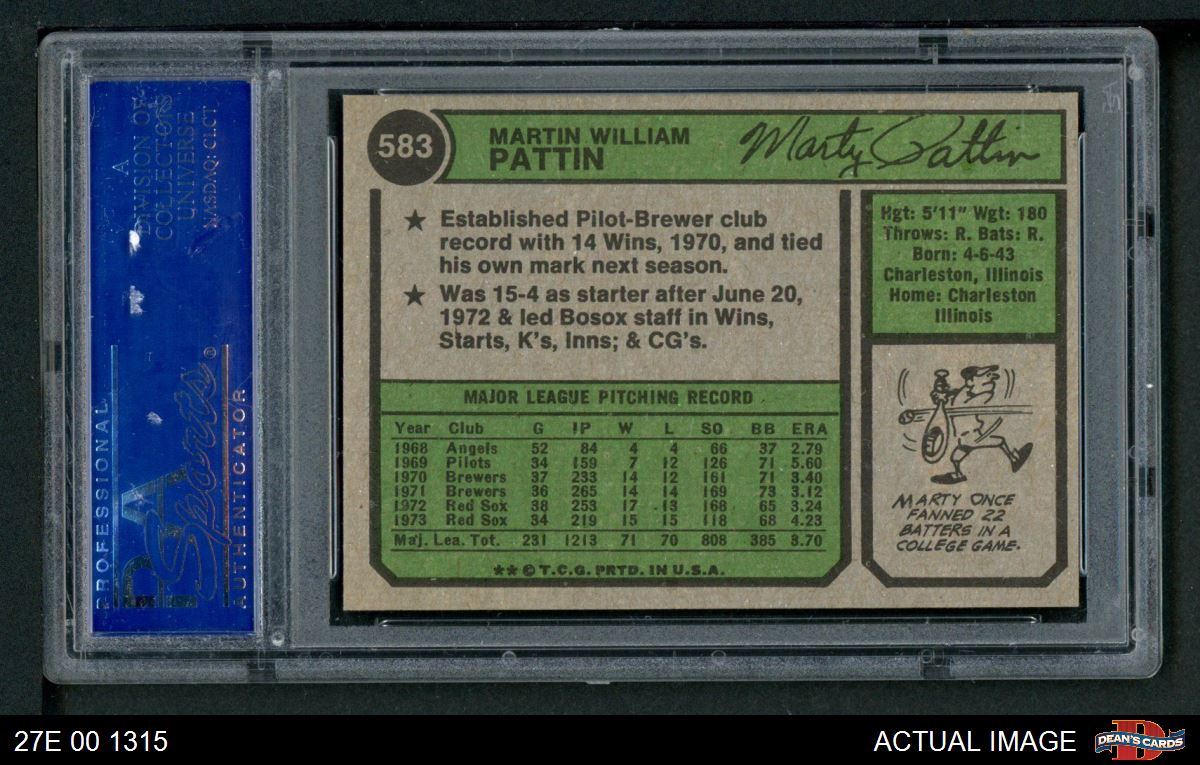 A
DIVISION OF
COLLECTORS
UNIVERSE
NASDAQ: CLCT
PROFESSIONAL
PSA
Sports®
AUTHENTICATOR
583
MARTIN WILLIAM
PATTIN
Marty Pattin
★ Established Pilot-Brewer club
record with 14 Wins, 1970, and tied
his own mark next season.
★ Was 15-4 as starter after June 20,
1972 & led Bosox staff in Wins,
Starts, K's, Inns; & CG's.
Hgt: 5'11" Wgt: 180
Throws: R. Bats: R.
Born: 4-6-43
Charleston, Illinois
Home: Charleston
Illinois
MAJOR LEAGUE PITCHING RECORD
Year Club G IP W L SO BB ERA
1968 Angels 52 84 4 4 66 37 2.79
1969 Pilots 34 159 7 12 126 71 5.60
1970 Brewers 37 233 14 12 161 71 3.40
1971 Brewers 36 265 14 14 169 73 3.12
1972 Red Sox 38 253 17 13 168 65 3.24
1973 Red Sox 34 219 15 15 118 68 4.23
Maj. Lea. Tot. 231 1213 71 70 808 385 3.70
★★ © T.C.G. PRTD. IN U.S.A.
MARTY ONCE
FANNED 22
BATTERS IN A
COLLEGE GAME.
27E 00 1315
ACTUAL IMAGE
D
DEAN'S CARDS